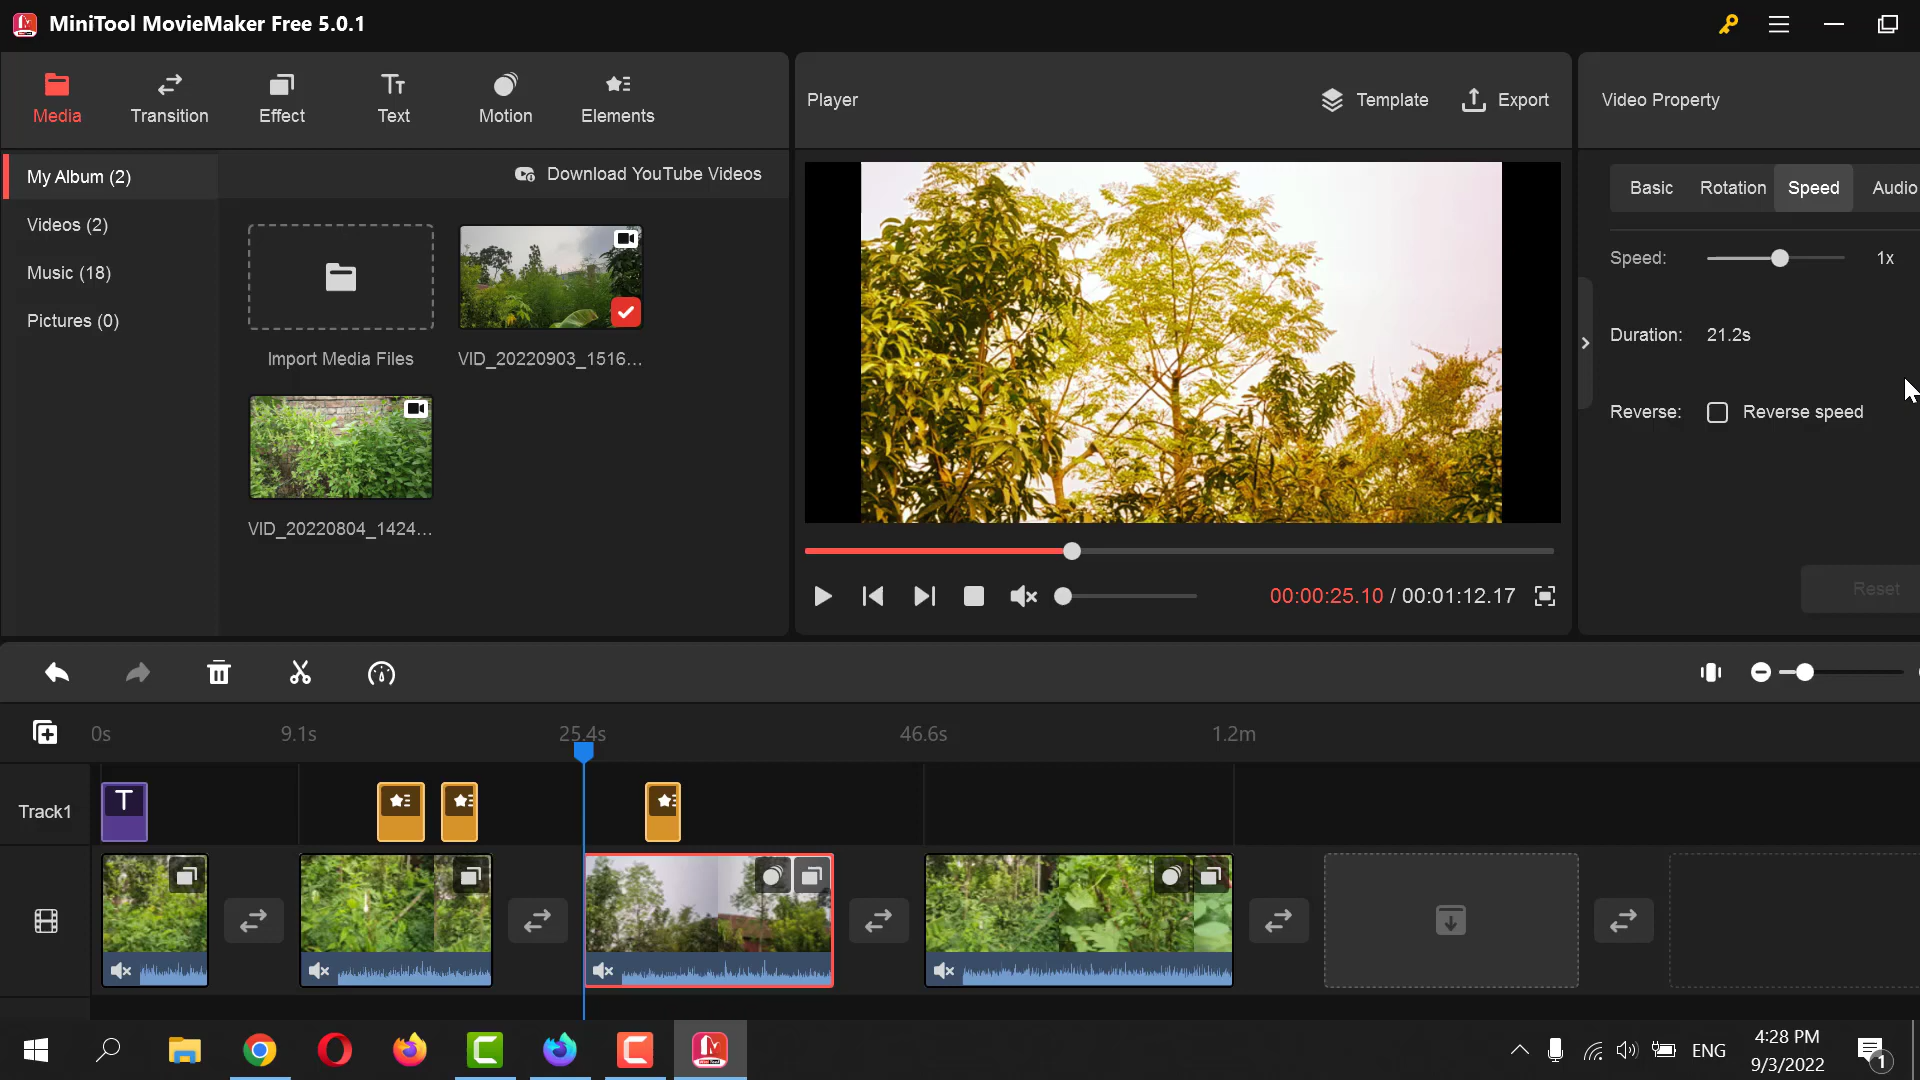 MiniTool MovieMaker Free 5.0.1
Media
Transition
Effect
Text
Motion
Elements
Player
Template
Export
Video Property
My Album (2)
Videos (2)
Music (18)
Pictures (0)
Download YouTube Videos
Import Media Files
VID_20220903_1516...
VID_20220804_1424...
Basic
Rotation
Speed
Audio
Speed:
1x
Duration:
21.2s
Reverse:
Reverse speed
Reset
00:00:25.10 / 00:01:12.17
0s
9.1s
25.4s
46.6s
1.2m
Track1
T
ENG
4:28 PM
9/3/2022
1